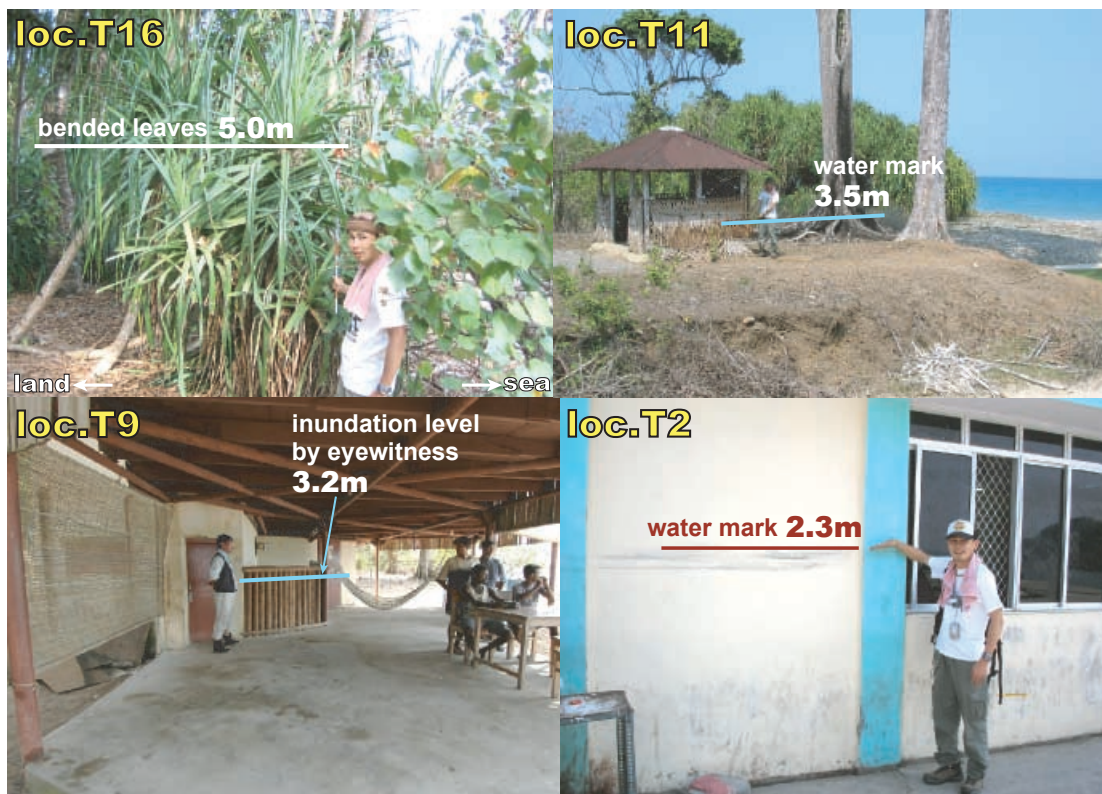 loc.T16
bended leaves 5.0m
land
sea
loc.T11
water mark
3.5m
loc.T9
inundation level
by eyewitness
3.2m
loc.T2
water mark 2.3m